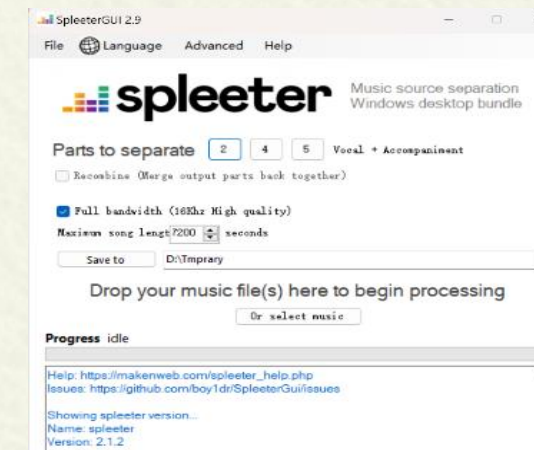 SpleeterGUI 2.9
File Language Advanced Help
spleeter Music source separation
Windows desktop bundle
Parts to separate 2 4 5 Vocal + Accompaniment
Recombine (Merge output parts back together)
Full bandwidth (16Khz High quality)
Maximum song lengt 7200 seconds
Save to D:\Tmprary
Drop your music file(s) here to begin processing
Or select music
Progress idle
Help: https://makenweb.com/spleeter_help.php
Issues: https://github.com/boy1dr/SpleeterGui/issues
Showing spleeter version...
Name: spleeter
Version: 2.1.2